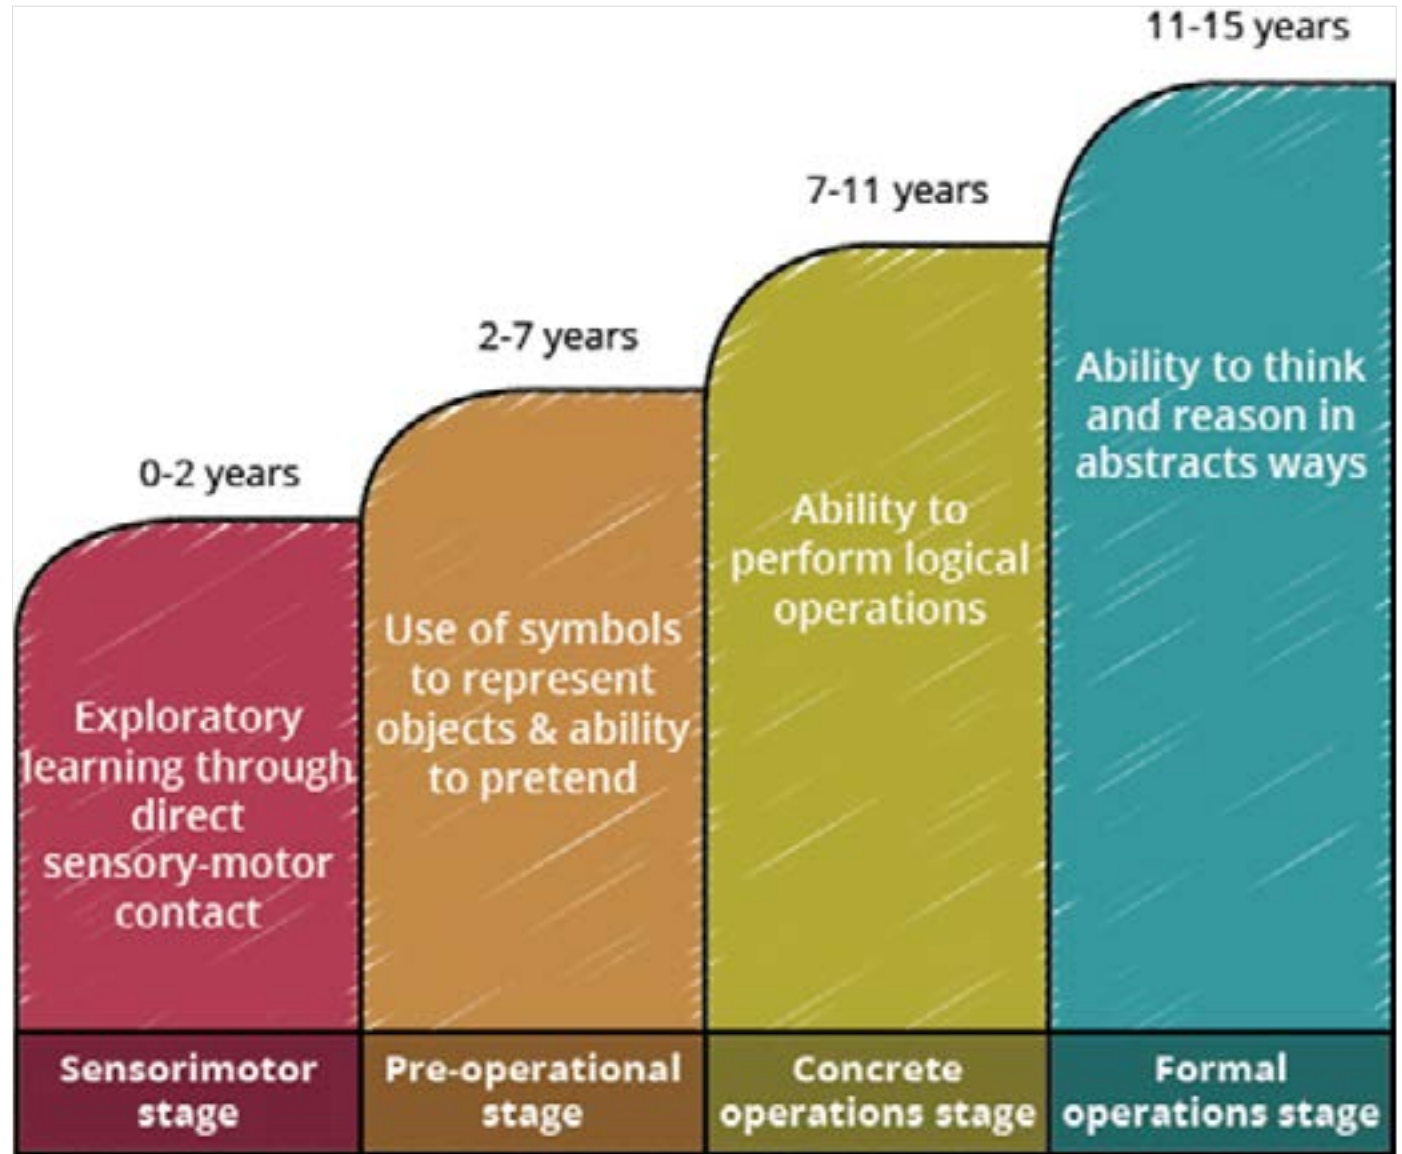 0-2 years
Exploratory
learning through
direct
sensory-motor
contact
Sensorimotor
stage
2-7 years
Use of symbols
to represent
objects & ability
to pretend
Pre-operational
stage
7-11 years
Ability to
perform logical
operations
Concrete
operations stage
11-15 years
Ability to think
and reason in
abstracts ways
Formal
operations stage